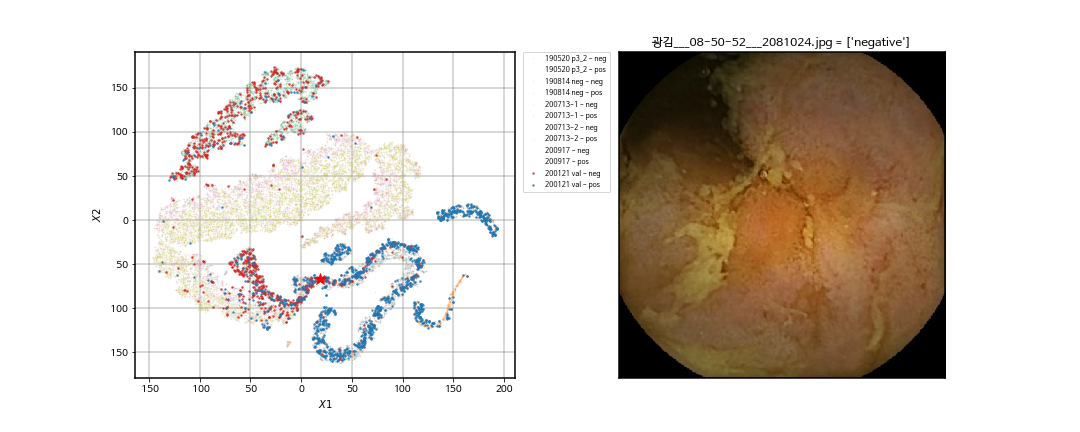 광김___08-50-52___2081024.jpg = ['negative']
150
100
50
0
50
100
150
X2
150
100
50
0
50
100
150
200
X1
190520 p3_2 - neg
190520 p3_2 - pos
190814 neg - neg
190814 neg - pos
200713-1 - neg
200713-1 - pos
200713-2 - neg
200713-2 - pos
200917 - neg
200917 - pos
200121 val - neg
200121 val - pos